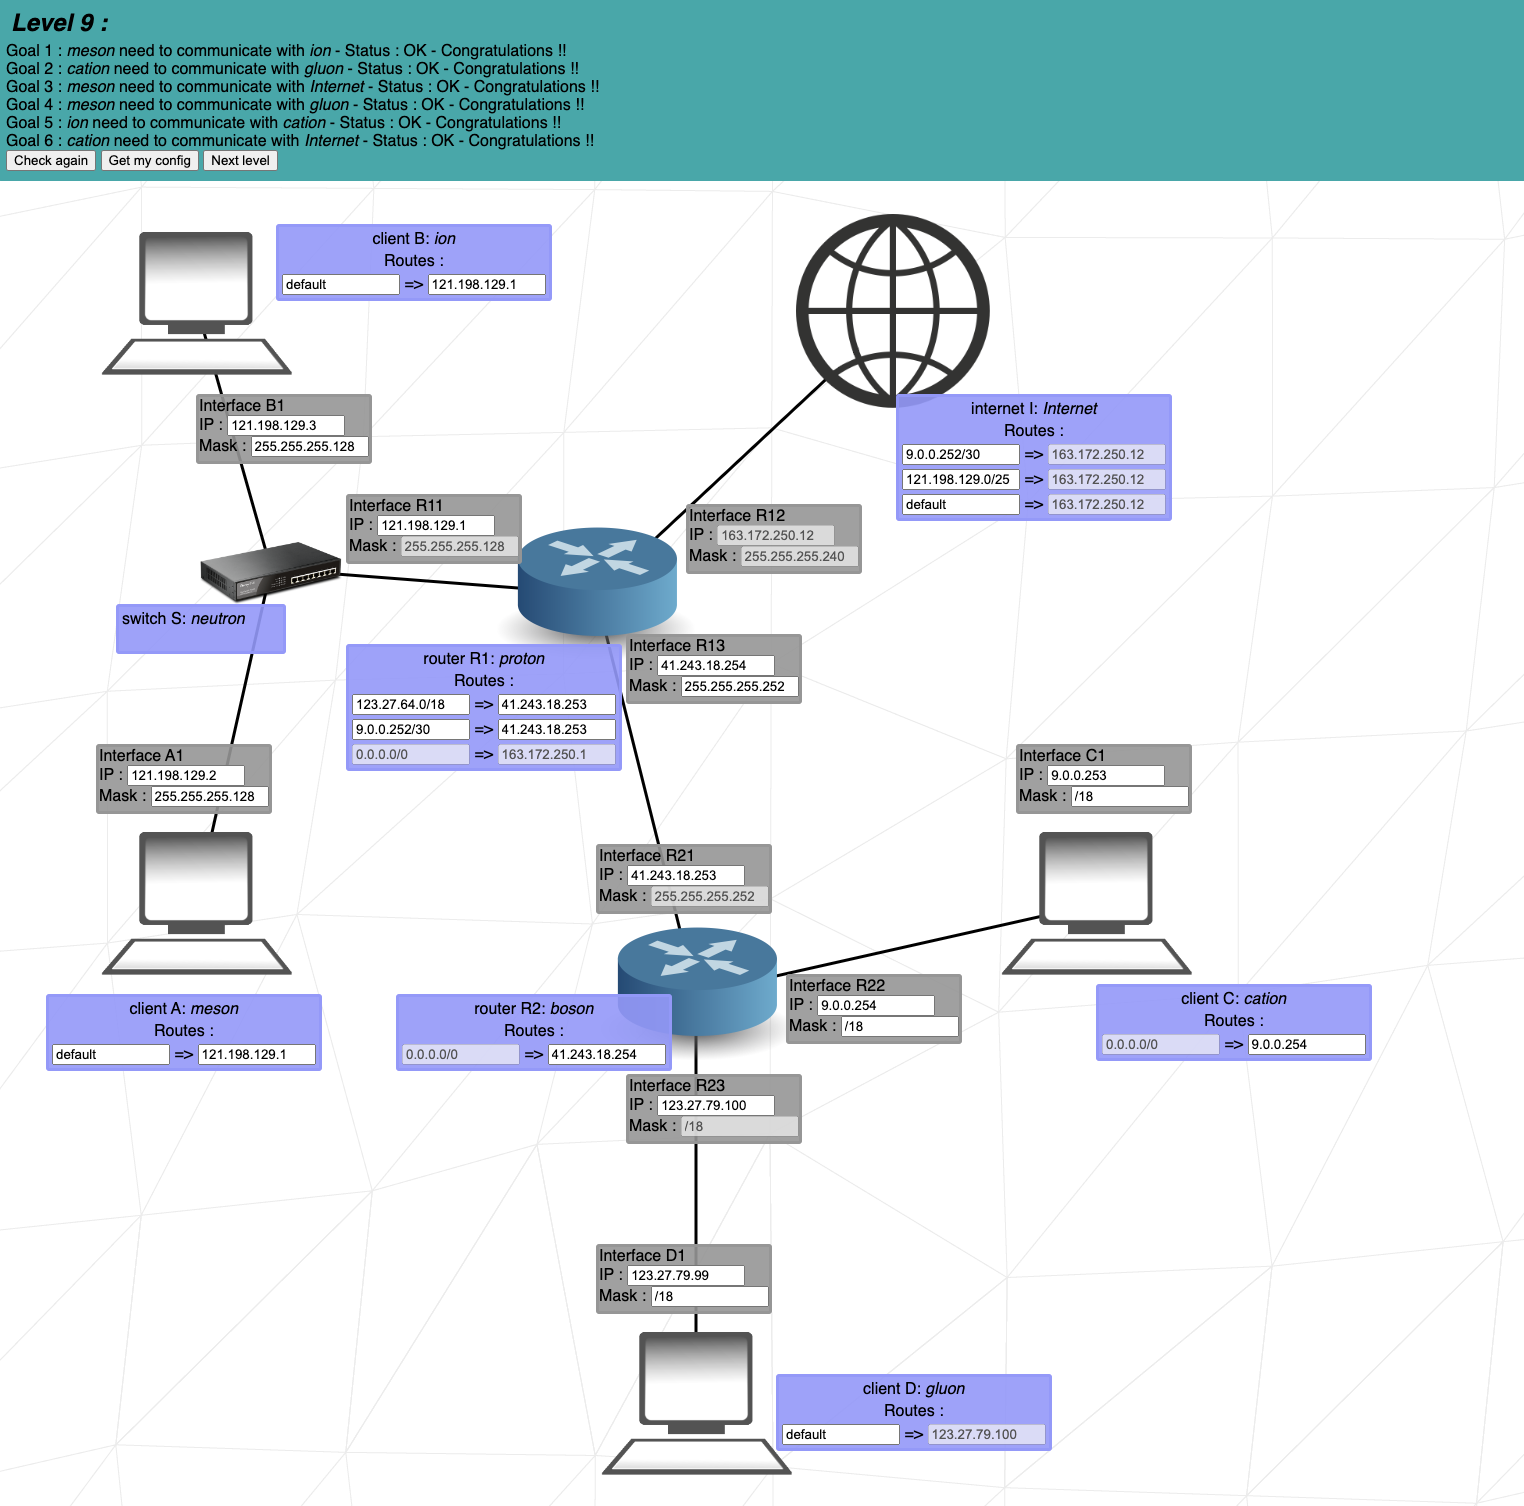 Level 9 :
Goal 1 : meson need to communicate with ion - Status : OK - Congratulations !!
Goal 2 : cation need to communicate with gluon - Status : OK - Congratulations !!
Goal 3 : meson need to communicate with Internet - Status : OK - Congratulations !!
Goal 4 : meson need to communicate with gluon - Status : OK - Congratulations !!
Goal 5 : ion need to communicate with cation - Status : OK - Congratulations !!
Goal 6 : cation need to communicate with Internet - Status : OK - Congratulations !!
Check again Get my config Next level
client B: ion
Routes :
default => 121.198.129.1
Interface B1
IP : 121.198.129.3
Mask : 255.255.255.128
internet I: Internet
Routes :
9.0.0.252/30 => 163.172.250.12
121.198.129.0/25 => 163.172.250.12
default => 163.172.250.12
Interface R11
IP : 121.198.129.1
Mask : 255.255.255.128
Interface R12
IP : 163.172.250.12
Mask : 255.255.255.240
switch S: neutron
Interface R13
IP : 41.243.18.254
Mask : 255.255.255.252
router R1: proton
Routes :
123.27.64.0/18 => 41.243.18.253
9.0.0.252/30 => 41.243.18.253
0.0.0.0/0 => 163.172.250.1
Interface A1
IP : 121.198.129.2
Mask : 255.255.255.128
Interface C1
IP : 9.0.0.253
Mask : /18
Interface R21
IP : 41.243.18.253
Mask : 255.255.255.252
Interface R22
IP : 9.0.0.254
Mask : /18
client A: meson
Routes :
default => 121.198.129.1
router R2: boson
Routes :
0.0.0.0/0 => 41.243.18.254
client C: cation
Routes :
0.0.0.0/0 => 9.0.0.254
Interface R23
IP : 123.27.79.100
Mask : /18
Interface D1
IP : 123.27.79.99
Mask : /18
client D: gluon
Routes :
default => 123.27.79.100